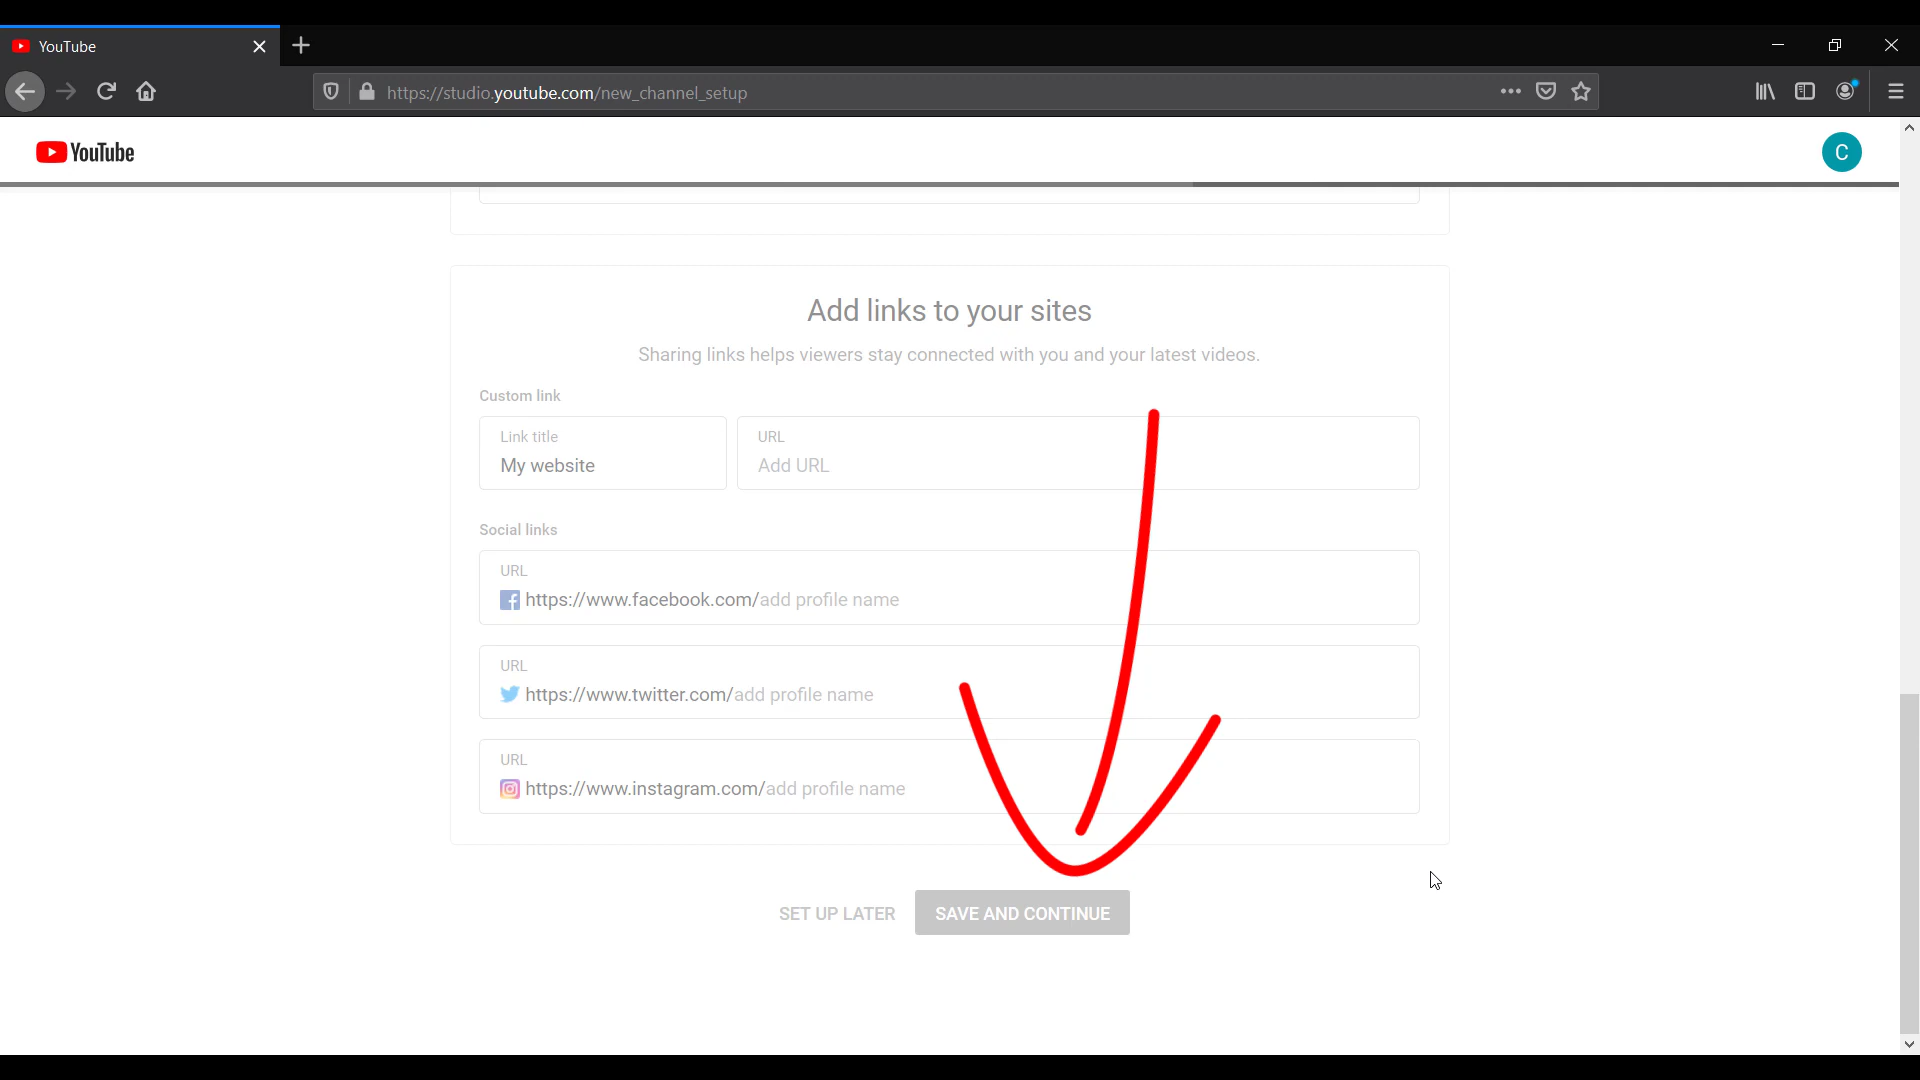 YouTube
https://studio.youtube.com/new_channel_setup
YouTube
C
Add links to your sites
Sharing links helps viewers stay connected with you and your latest videos.
Custom link
Link title
My website
URL
Add URL
Social links
URL
https://www.facebook.com/add profile name
URL
https://www.twitter.com/add profile name
URL
https://www.instagram.com/add profile name
SET UP LATER
SAVE AND CONTINUE